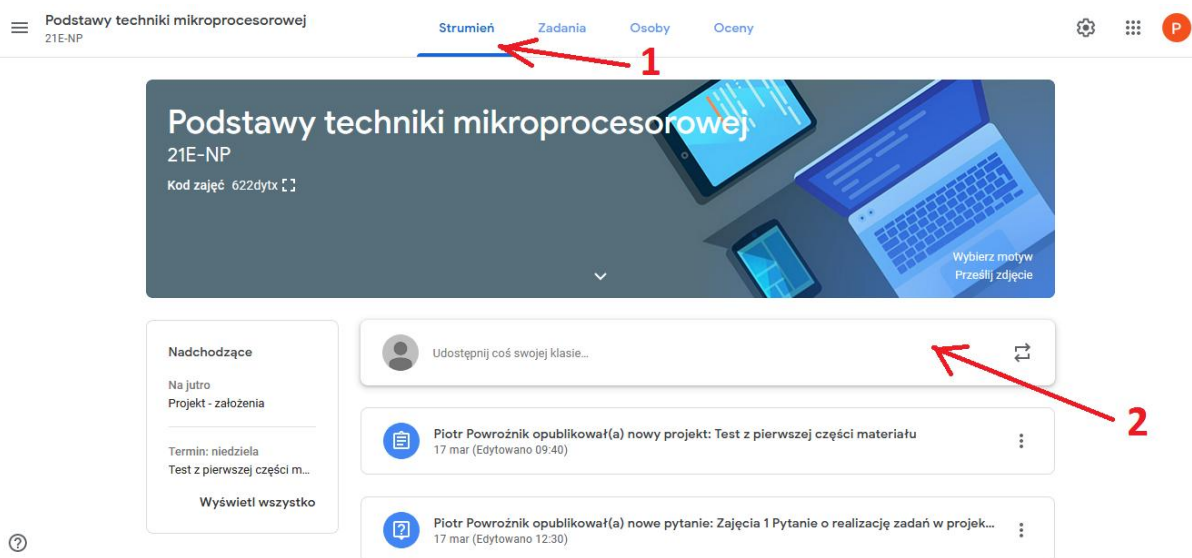 Podstawy techniki mikroprocesorowej
21E-NP
Strumień Zadania Osoby Oceny
P
1
Podstawy techniki mikroprocesorowej
21E-NP
Kod zajęć 622dytx
Wybierz motyw
Prześlij zdjęcie
Nadchodzące
Na jutro
Projekt - założenia
Termin: niedziela
Test z pierwszej części m...
Wyświetl wszystko
Udostępnij coś swojej klasie...
2
Piotr Powroźnik opublikował(a) nowy projekt: Test z pierwszej części materiału
17 mar (Edytowano 09:40)
Piotr Powroźnik opublikował(a) nowe pytanie: Zajęcia 1 Pytanie o realizację zadań w projek...
17 mar (Edytowano 12:30)